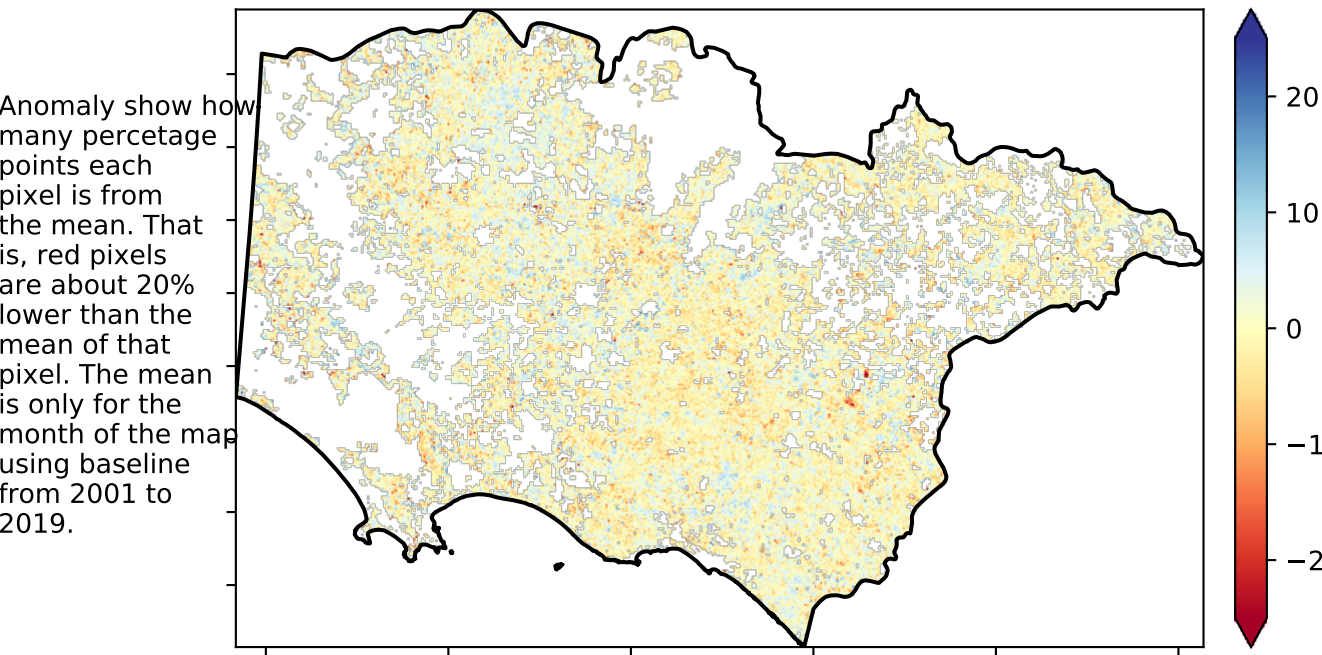 Anomaly show how
many percetage
points each
pixel is from
the mean. That
is, red pixels
are about 20%
lower than the
mean of that
pixel. The mean
is only for the
month of the map
using baseline
from 2001 to
2019.
20
10
0
−1
−2